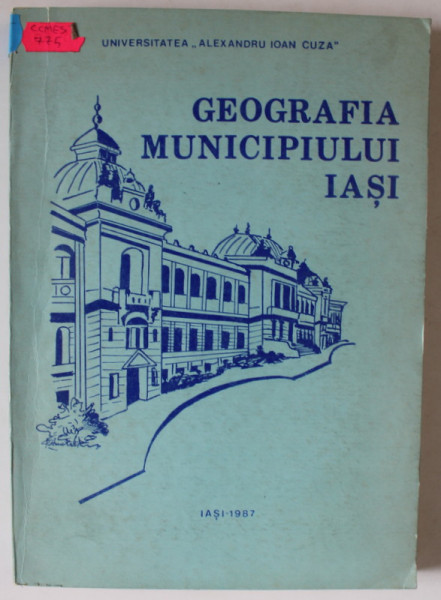 UNIVERSITATEA „ALEXANDRU IOAN CUZA"
GEOGRAFIA
MUNICIPIULUI
IAȘI
IAȘI-1987